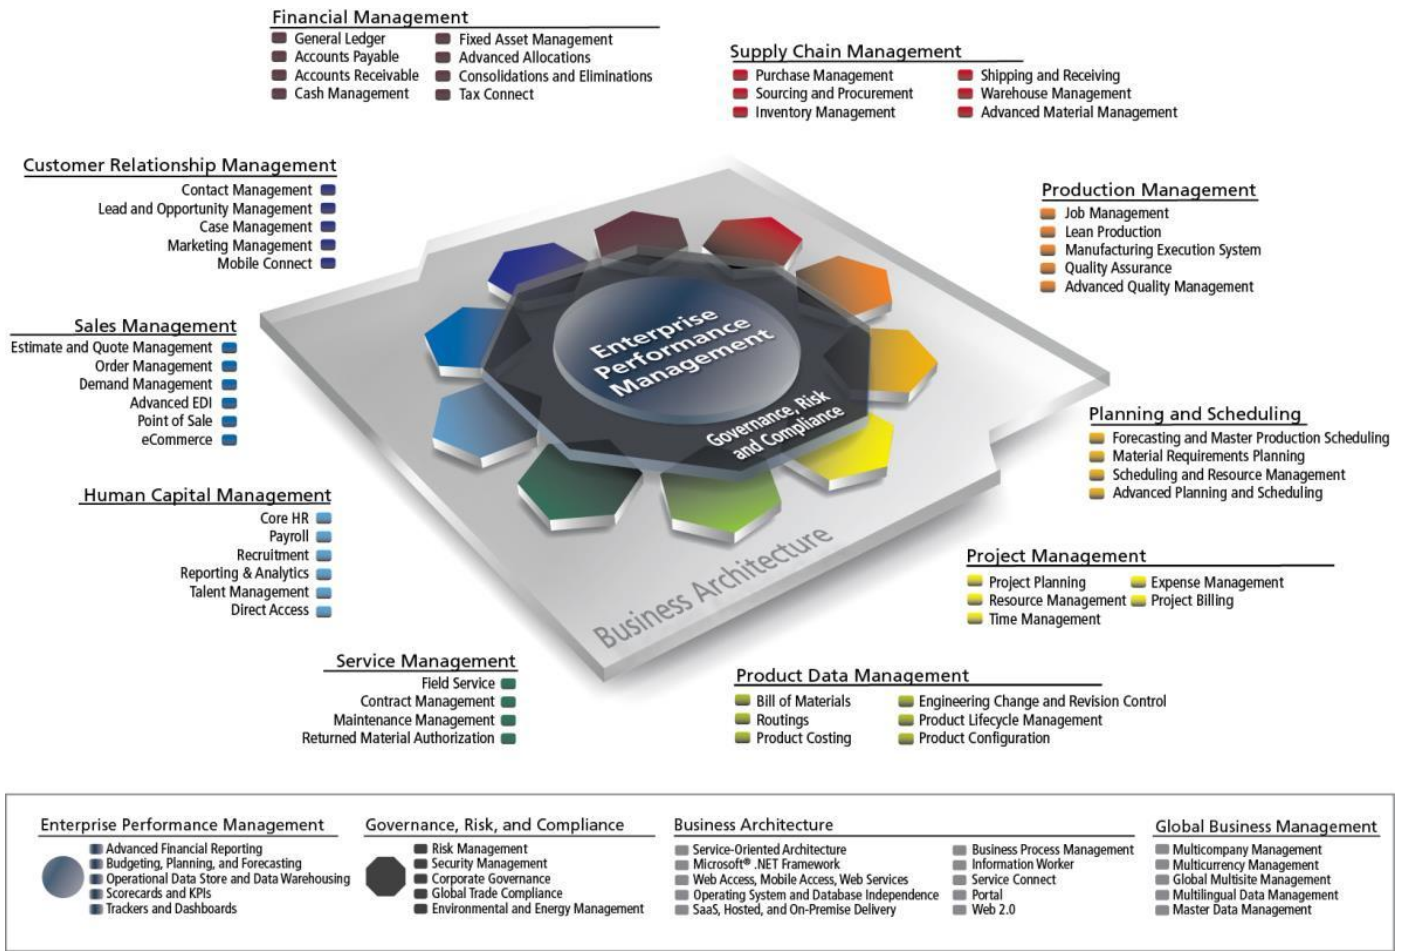 Financial Management
General Ledger
Accounts Payable
Accounts Receivable
Cash Management
Fixed Asset Management
Advanced Allocations
Consolidations and Eliminations
Tax Connect
Supply Chain Management
Purchase Management
Sourcing and Procurement
Inventory Management
Shipping and Receiving
Warehouse Management
Advanced Material Management
Customer Relationship Management
Contact Management
Lead and Opportunity Management
Case Management
Marketing Management
Mobile Connect
Production Management
Job Management
Lean Production
Manufacturing Execution System
Quality Assurance
Advanced Quality Management
Sales Management
Estimate and Quote Management
Order Management
Demand Management
Advanced EDI
Point of Sale
eCommerce
Enterprise
Performance
Management
Governance, Risk
and Compliance
Business Architecture
Planning and Scheduling
Forecasting and Master Production Scheduling
Material Requirements Planning
Scheduling and Resource Management
Advanced Planning and Scheduling
Human Capital Management
Core HR
Payroll
Recruitment
Reporting & Analytics
Talent Management
Direct Access
Project Management
Project Planning
Resource Management
Time Management
Expense Management
Project Billing
Service Management
Field Service
Contract Management
Maintenance Management
Returned Material Authorization
Product Data Management
Bill of Materials
Routings
Product Costing
Engineering Change and Revision Control
Product Lifecycle Management
Product Configuration
Enterprise Performance Management
Advanced Financial Reporting
Budgeting, Planning, and Forecasting
Operational Data Store and Data Warehousing
Scorecards and KPIs
Trackers and Dashboards
Governance, Risk, and Compliance
Risk Management
Security Management
Corporate Governance
Global Trade Compliance
Environmental and Energy Management
Business Architecture
Service-Oriented Architecture
Microsoft® .NET Framework
Web Access, Mobile Access, Web Services
Operating System and Database Independence
SaaS, Hosted, and On-Premise Delivery
Business Process Management
Information Worker
Service Connect
Portal
Web 2.0
Global Business Management
Multicompany Management
Multicurrency Management
Global Multisite Management
Multilingual Data Management
Master Data Management